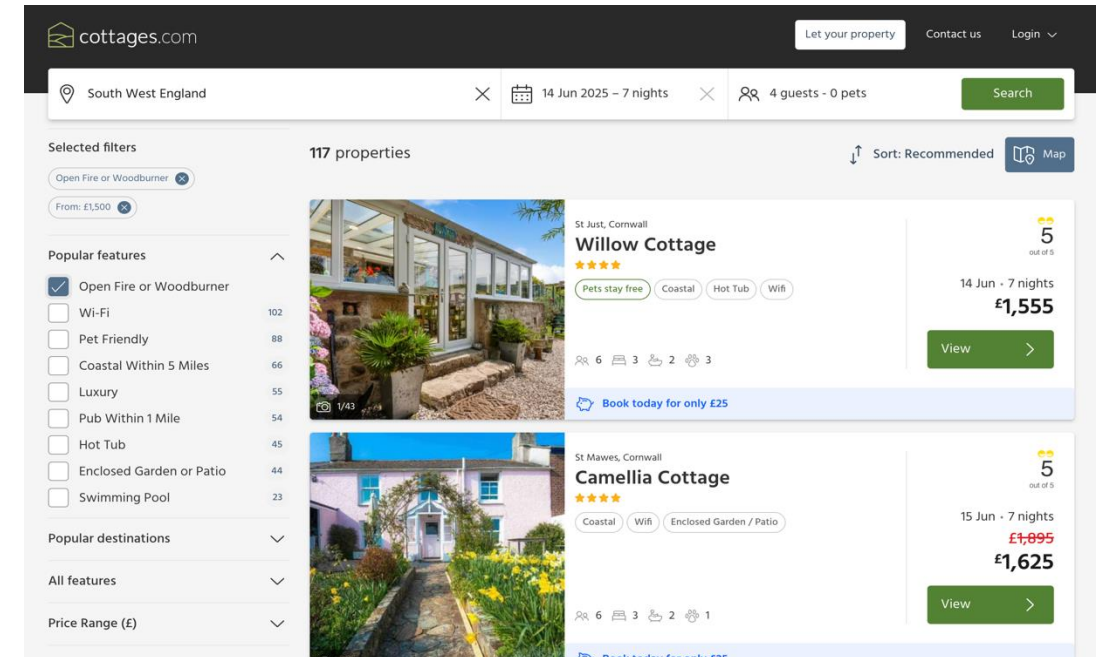 cottages.com
Let your property
Contact us
Login
South West England
14 Jun 2025 – 7 nights
4 guests - 0 pets
Search
Selected filters
Open Fire or Woodburner
From: £1,500
Popular features
Open Fire or Woodburner
Wi-Fi 102
Pet Friendly 88
Coastal Within 5 Miles 66
Luxury 55
Pub Within 1 Mile 54
Hot Tub 45
Enclosed Garden or Patio 44
Swimming Pool 23
Popular destinations
All features
Price Range (£)
117 properties
Sort: Recommended
Map
1/43
St Just, Cornwall
Willow Cottage
Pets stay free Coastal Hot Tub Wifi
6 3 2 3
5
out of 5
14 Jun - 7 nights
£1,555
View
Book today for only £25
St Mawes, Cornwall
Camellia Cottage
Coastal Wifi Enclosed Garden / Patio
6 3 2 1
5
out of 5
15 Jun - 7 nights
£1,895
£1,625
View
Book today for only £25